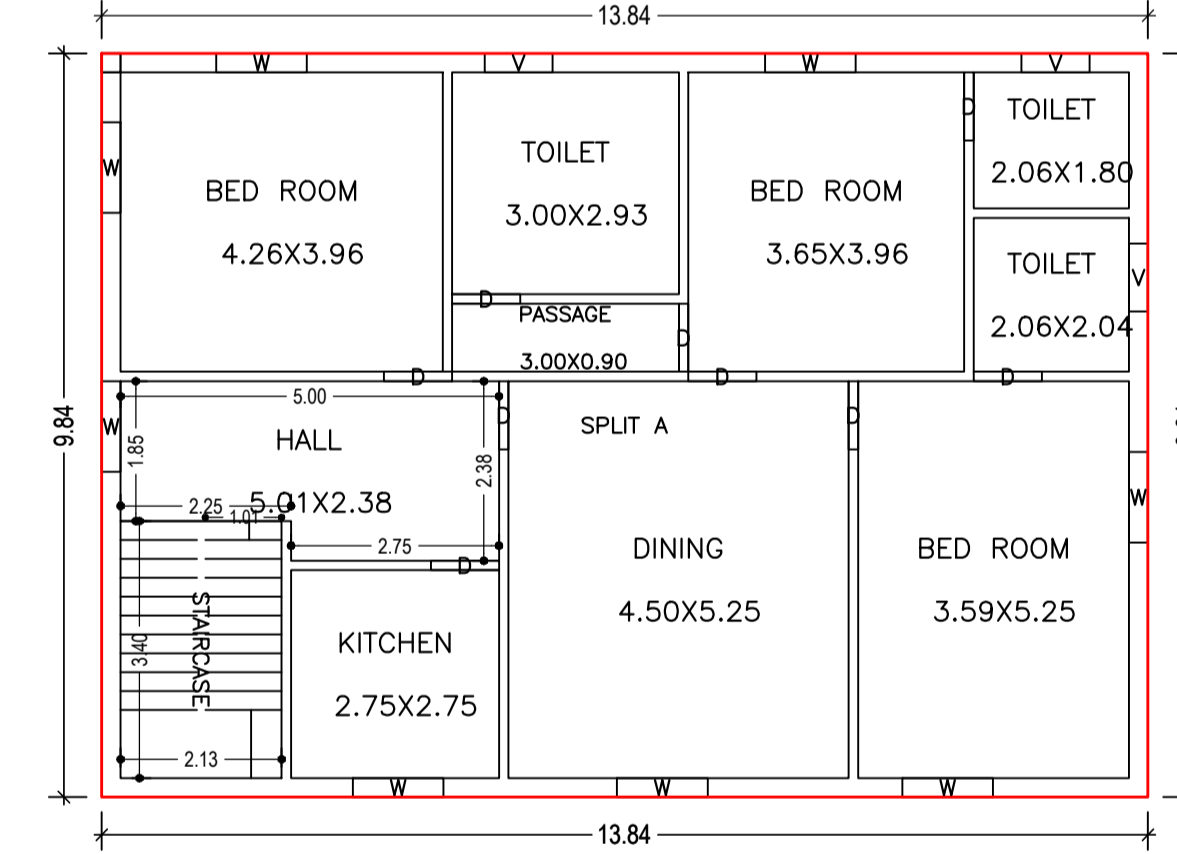 13.84
W
V
W
V
TOILET
2.06X1.80
D
TOILET
3.00X2.93
W
BED ROOM
4.26X3.96
BED ROOM
3.65X3.96
TOILET
2.06X2.04
V
D
PASSAGE
3.00X0.90
D
D
D
D
9.84
W
5.00
HALL
5.01X2.38
1.85
2.38
2.25
1.01
2.75
D
D
SPLIT A
D
DINING
4.50X5.25
BED ROOM
3.59X5.25
W
STAIRCASE
3.40
2.13
KITCHEN
2.75X2.75
W
W
W
13.84